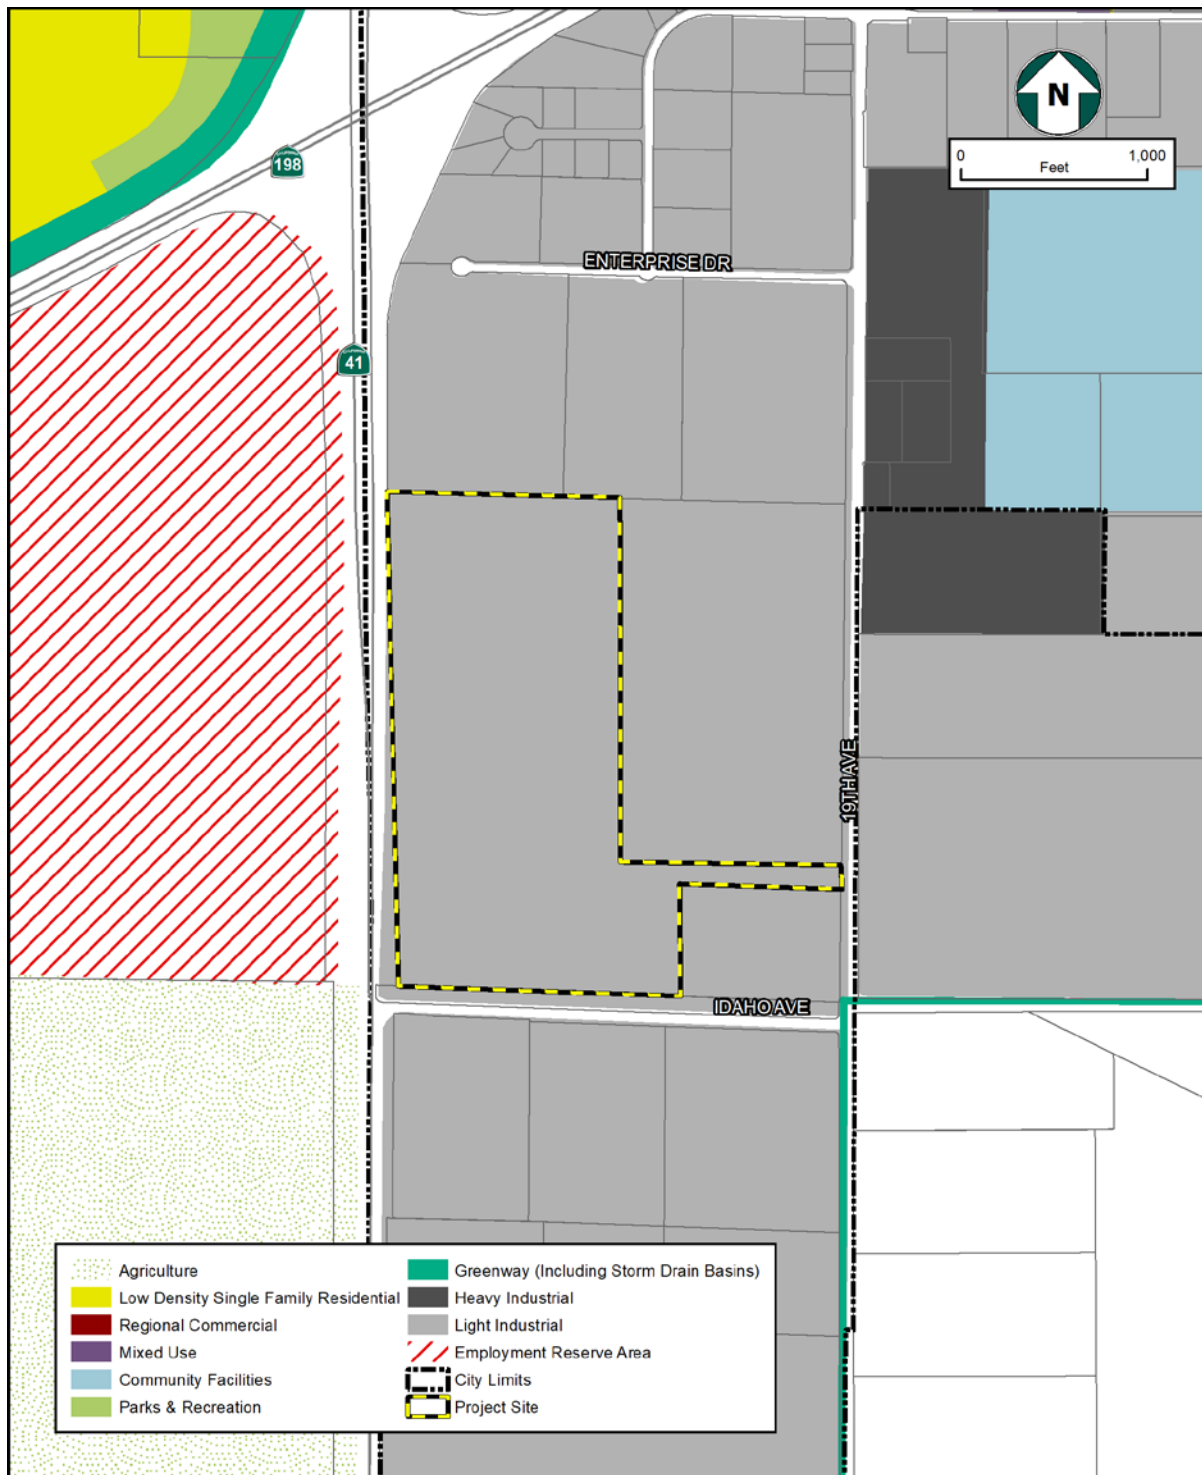 N
0 1,000
Feet
198
ENTERPRISE DR
41
19TH AVE
IDAHO AVE
Agriculture
Low Density Single Family Residential
Regional Commercial
Mixed Use
Community Facilities
Parks & Recreation
Greenway (Including Storm Drain Basins)
Heavy Industrial
Light Industrial
Employment Reserve Area
City Limits
Project Site